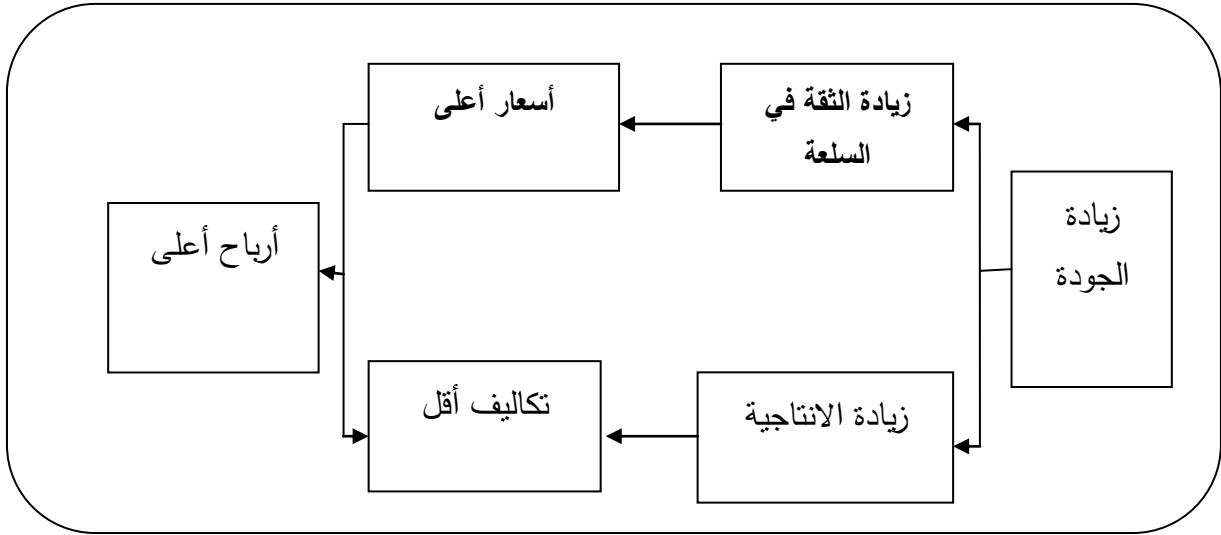 زيادة
الجودة
زيادة الثقة في
السلعة
أسعار أعلى
زيادة الانتاجية
تكاليف أقل
أرباح أعلى